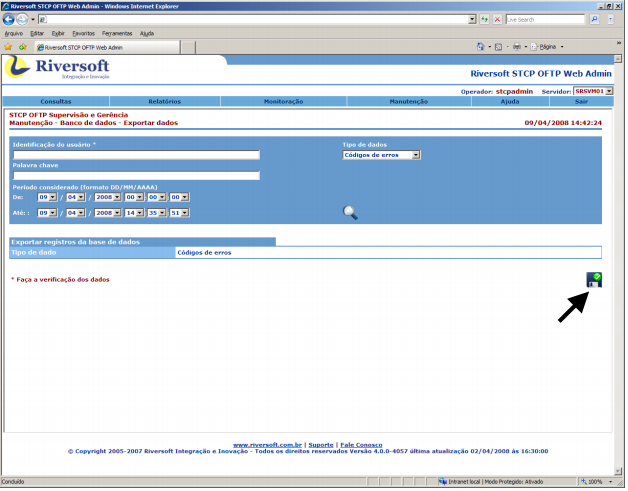 Riversoft STCP OFTP Web Admin - Windows Internet Explorer
Live Search
Arquivo Editar Exibir Favoritos Ferramentas Ajuda
Riversoft STCP OFTP Web Admin
Página
Riversoft
Integração e Inovação
Riversoft STCP OFTP Web Admin
Operador: stcpadmin Servidor: SRSVM01
Consultas Relatórios Monitoração Manutenção Ajuda Sair
STCP OFTP Supervisão e Gerência
Manutenção - Banco de dados - Exportar dados 09/04/2008 14:42:24
Identificação do usuário * Tipo de dados
Códigos de erros
Palavra chave
Período considerado (formato DD/MM/AAAA)
De: 09 / 04 / 2008 00 : 00 : 00
Até: : 09 / 04 / 2008 14 : 35 : 51
Exportar registros da base de dados
Tipo de dado Códigos de erros
* Faça a verificação dos dados
www.riversoft.com.br | Suporte | Fale Conosco
© Copyright 2005-2007 Riversoft Integração e Inovação - Todos os direitos reservados Versão 4.0.0-4057 última atualização 02/04/2008 às 16:30:00
Concluído Intranet local | Modo Protegido: Ativado 100%